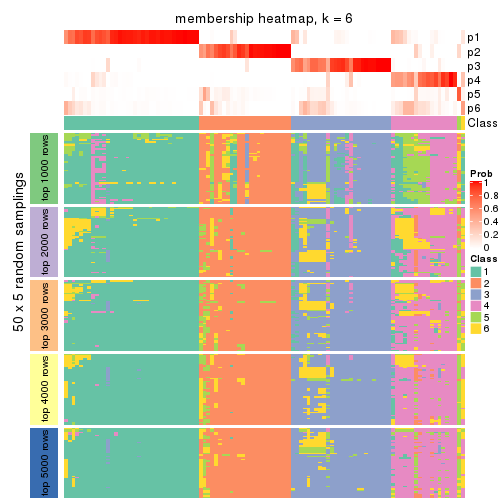 membership heatmap, k = 6
p1
p2
p3
p4
p5
p6
Class
50 x 5 random samplings
top 1000 rows
top 2000 rows
top 3000 rows
top 4000 rows
top 5000 rows
Prob
1
0.8
0.6
0.4
0.2
0
Class
1
2
3
4
5
6